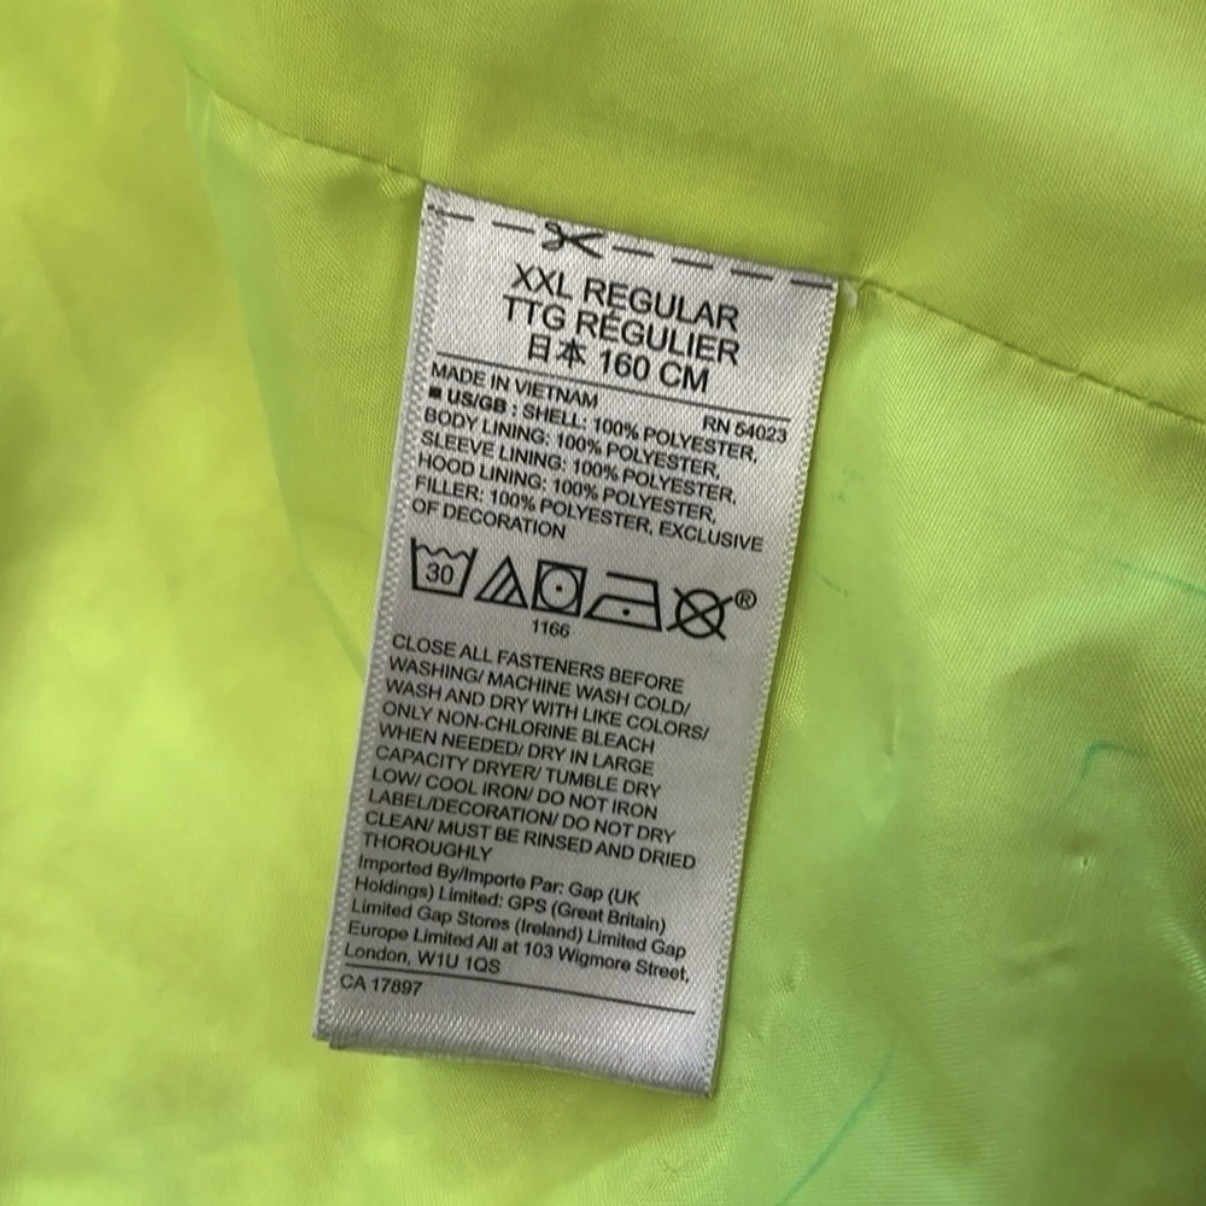 XXL REGULAR
TTG RÉGULIER
日本 160 CM
MADE IN VIETNAM
RN 54023
■ US/GB : SHELL: 100% POLYESTER,
BODY LINING: 100% POLYESTER,
SLEEVE LINING: 100% POLYESTER,
HOOD LINING: 100% POLYESTER,
FILLER: 100% POLYESTER, EXCLUSIVE
OF DECORATION
30
®
1166
CLOSE ALL FASTENERS BEFORE
WASHING/ MACHINE WASH COLD/
WASH AND DRY WITH LIKE COLORS/
ONLY NON-CHLORINE BLEACH
WHEN NEEDED/ DRY IN LARGE
CAPACITY DRYER/ TUMBLE DRY
LOW/ COOL IRON/ DO NOT IRON
LABEL/DECORATION/ DO NOT DRY
CLEAN/ MUST BE RINSED AND DRIED
THOROUGHLY
Imported By/Importe Par: Gap (UK
Holdings) Limited: GPS (Great Britain)
Limited Gap Stores (Ireland) Limited Gap
Europe Limited All at 103 Wigmore Street,
London, W1U 1QS
CA 17897